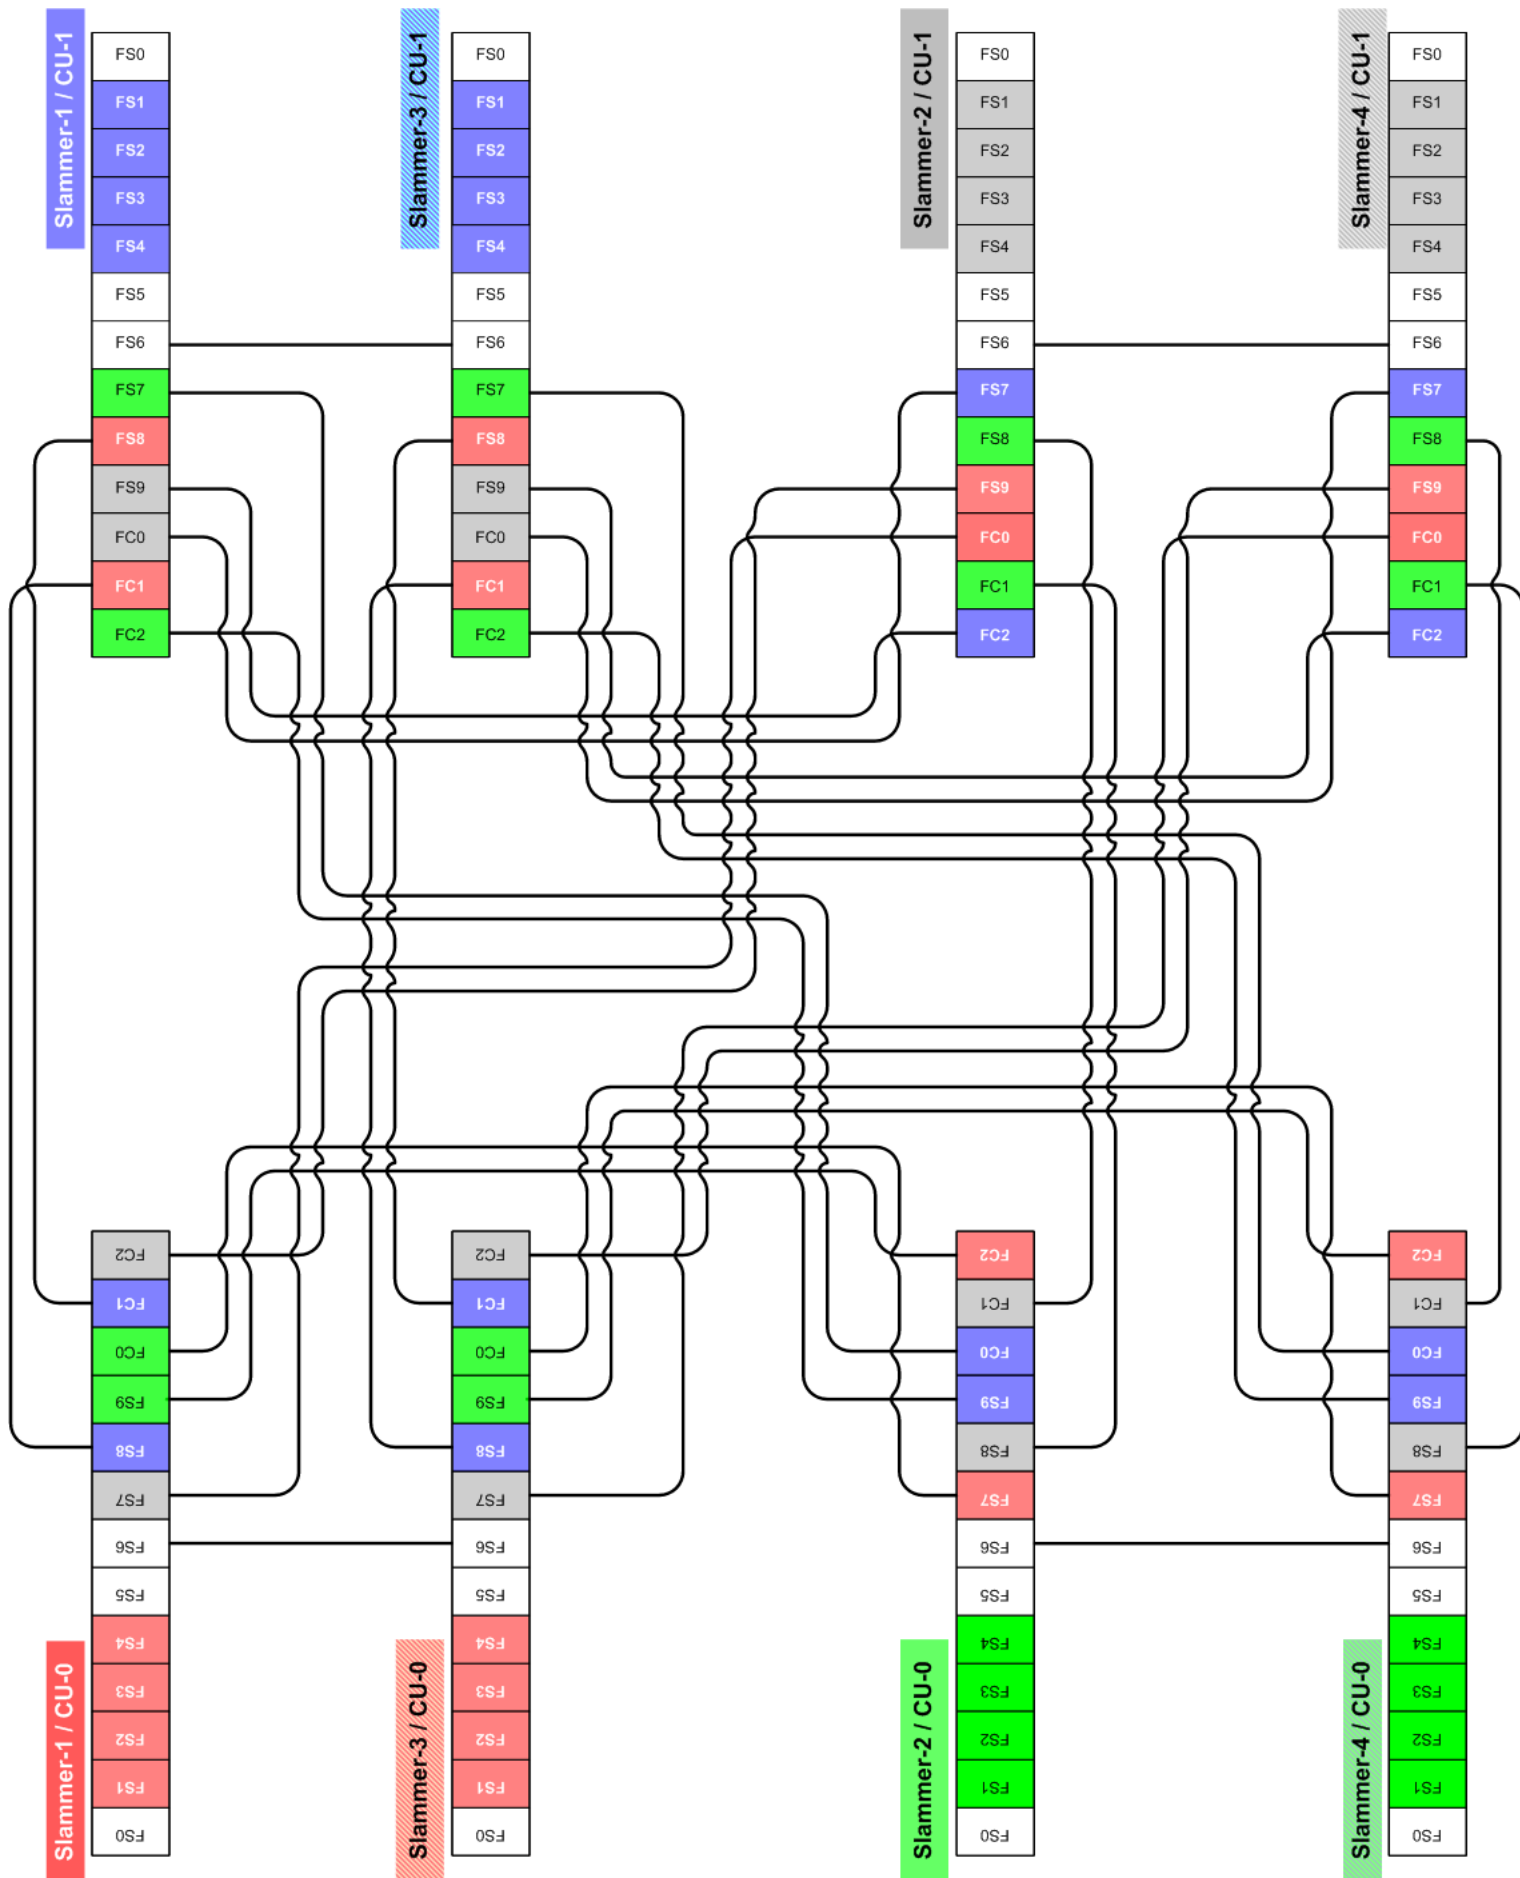 Slammer-1 / CU-1
FS0
FS1
FS2
FS3
FS4
FS5
FS6
FS7
FS8
FS9
FC0
FC1
FC2
Slammer-3 / CU-1
FS0
FS1
FS2
FS3
FS4
FS5
FS6
FS7
FS8
FS9
FC0
FC1
FC2
Slammer-2 / CU-1
FS0
FS1
FS2
FS3
FS4
FS5
FS6
FS7
FS8
FS9
FC0
FC1
FC2
Slammer-4 / CU-1
FS0
FS1
FS2
FS3
FS4
FS5
FS6
FS7
FS8
FS9
FC0
FC1
FC2
Slammer-1 / CU-0
FC2
FC1
FC0
FS9
FS8
FS7
FS6
FS5
FS4
FS3
FS2
FS1
FS0
Slammer-3 / CU-0
FC2
FC1
FC0
FS9
FS8
FS7
FS6
FS5
FS4
FS3
FS2
FS1
FS0
Slammer-2 / CU-0
FC2
FC1
FC0
FS9
FS8
FS7
FS6
FS5
FS4
FS3
FS2
FS1
FS0
Slammer-4 / CU-0
FC2
FC1
FC0
FS9
FS8
FS7
FS6
FS5
FS4
FS3
FS2
FS1
FS0